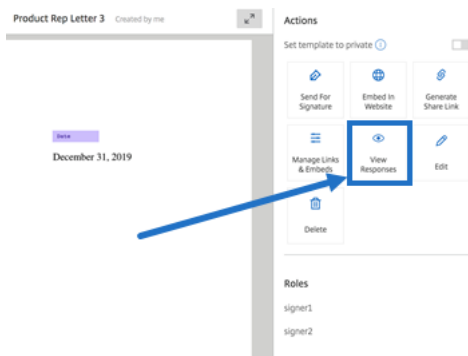 Product Rep Letter 3 Created by me
Date
December 31, 2019
Actions
Set template to private
Send For
Signature
Embed In
Website
Generate
Share Link
Manage Links
& Embeds
View
Responses
Edit
Delete
Roles
signer1
signer2